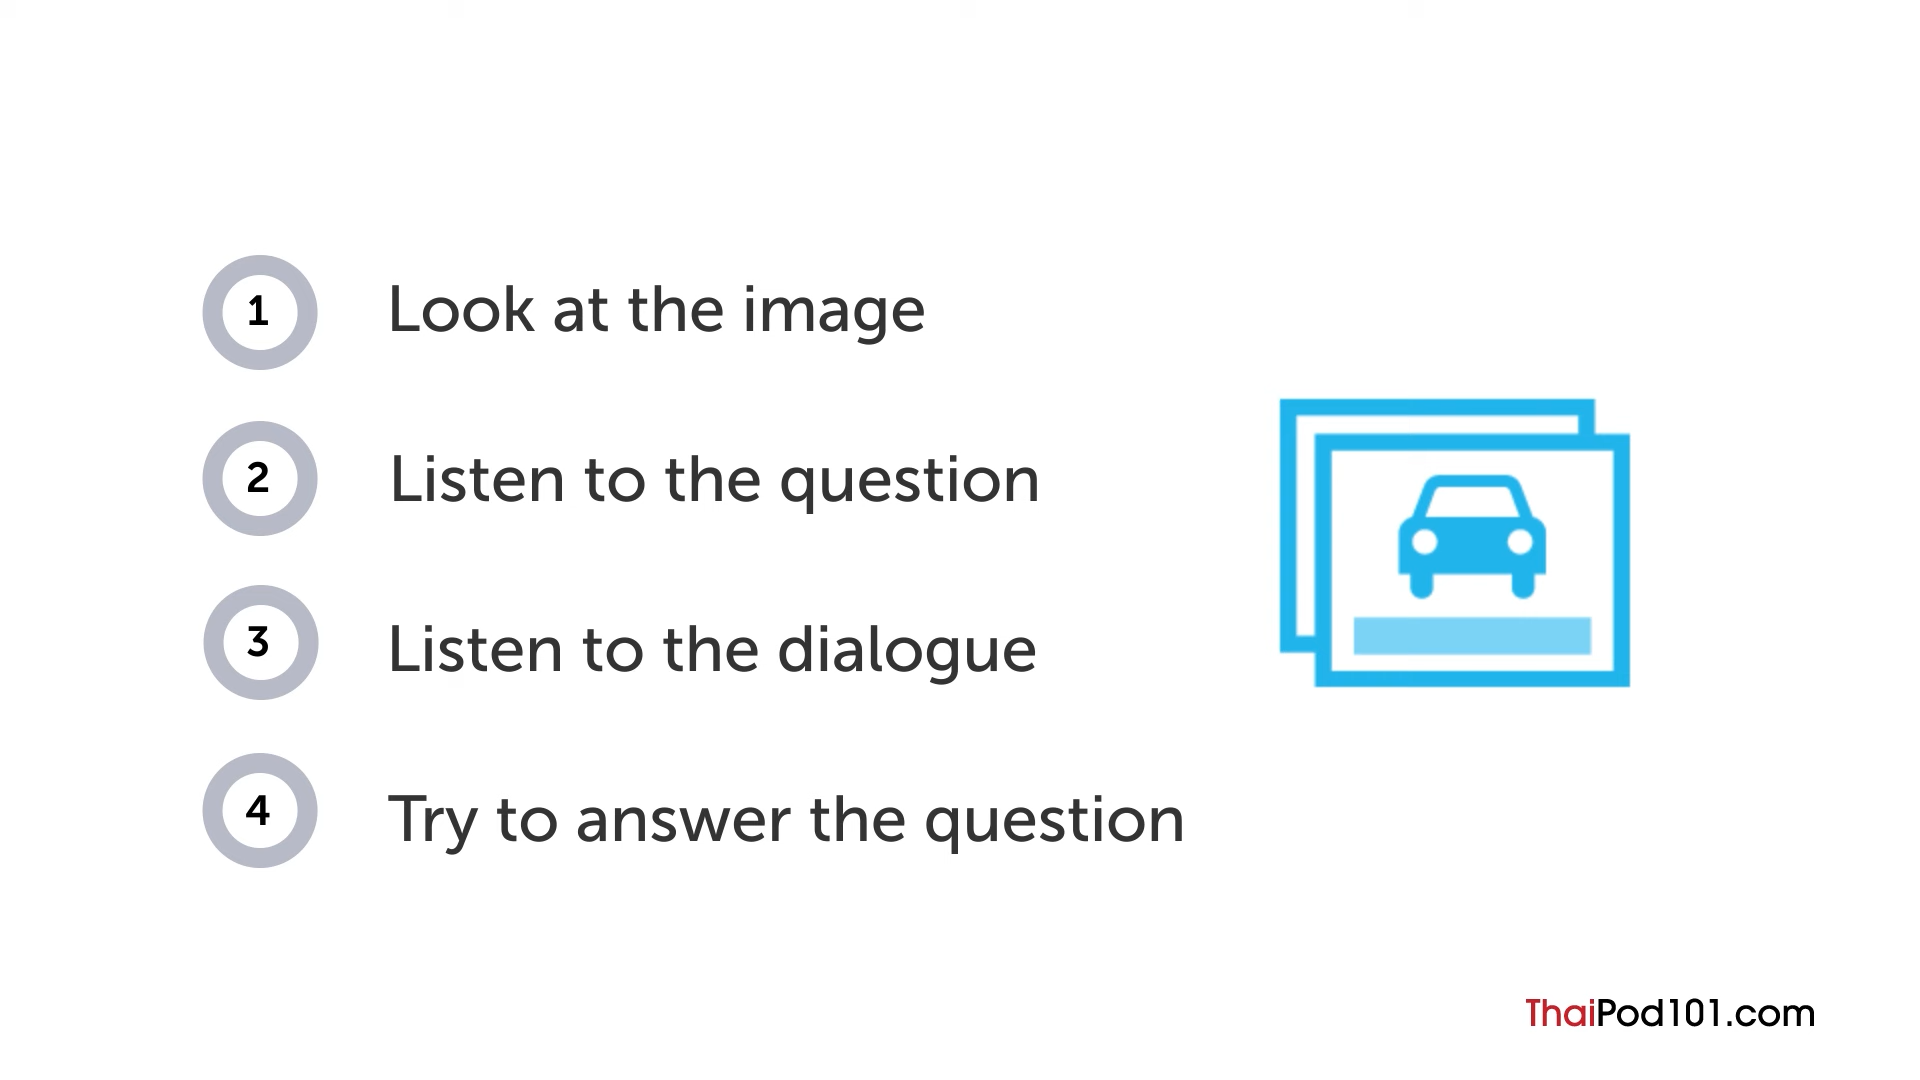 1 Look at the image
2 Listen to the question
3 Listen to the dialogue
4 Try to answer the question
ThaiPod101.com